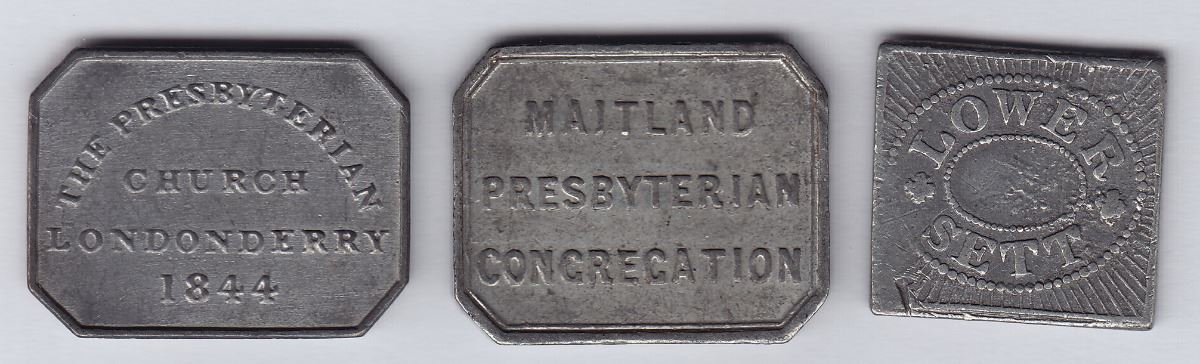 THE PRESBYTERIAN
CHURCH
LONDONDERRY
1844
MAITLAND
PRESBYTERIAN
CONGREGATION
LOWER
SETT